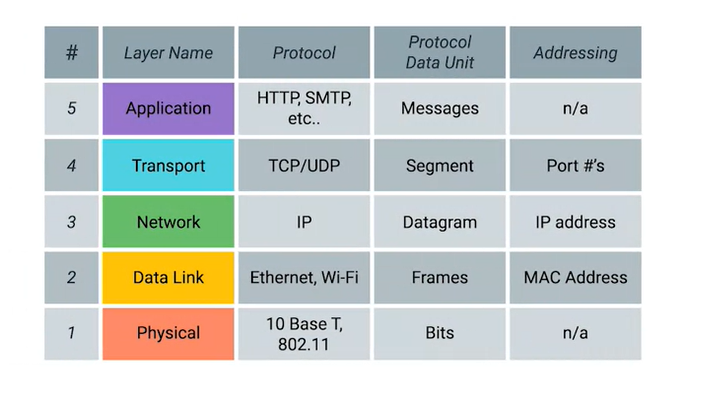 # Layer Name Protocol Protocol Data Unit Addressing
5 Application HTTP, SMTP, etc.. Messages n/a
4 Transport TCP/UDP Segment Port #'s
3 Network IP Datagram IP address
2 Data Link Ethernet, Wi-Fi Frames MAC Address
1 Physical 10 Base T, 802.11 Bits n/a